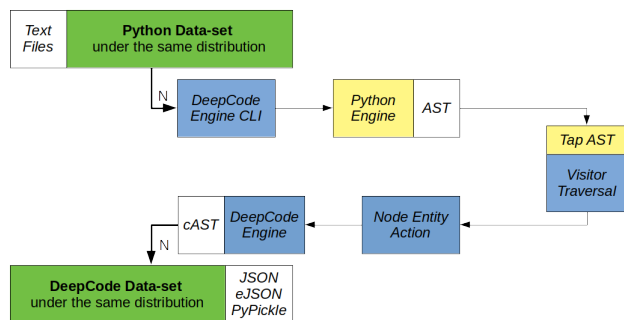 Text
Files
Python Data-set
under the same distribution
N
DeepCode
Engine CLI
Python
Engine
AST
Tap AST
Visitor
Traversal
Node Entity
Action
DeepCode
Engine
cAST
N
DeepCode Data-set
under the same distribution
JSON
eJSON
PyPickle